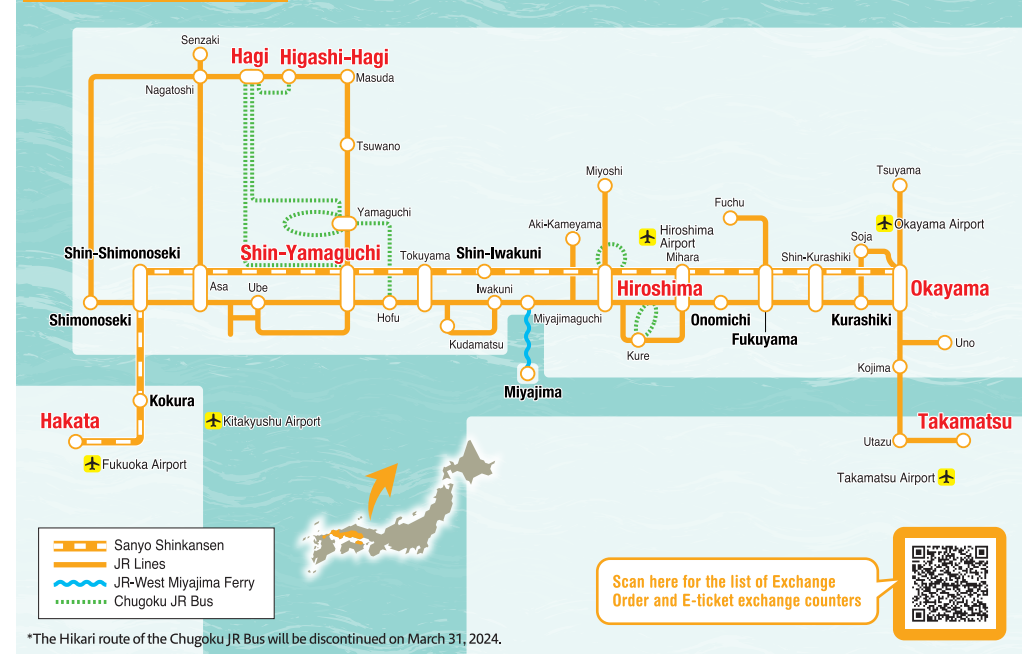 Senzaki
Hagi
Higashi-Hagi
Nagatoshi
Masuda
Tsuwano
Miyoshi
Tsuyama
Fuchu
Yamaguchi
Aki-Kameyama
Hiroshima
Airport
Okayama Airport
Soja
Shin-Shimonoseki
Shin-Yamaguchi
Tokuyama
Shin-Iwakuni
Mihara
Shin-Kurashiki
Asa
Ube
Iwakuni
Hiroshima
Okayama
Shimonoseki
Hofu
Miyajimaguchi
Onomichi
Kurashiki
Kudamatsu
Kure
Fukuyama
Uno
Kojima
Miyajima
Kokura
Hakata
Kitakyushu Airport
Takamatsu
Utazu
Fukuoka Airport
Takamatsu Airport
Sanyo Shinkansen
JR Lines
JR-West Miyajima Ferry
Chugoku JR Bus
Scan here for the list of Exchange
Order and E-ticket exchange counters
*The Hikari route of the Chugoku JR Bus will be discontinued on March 31, 2024.